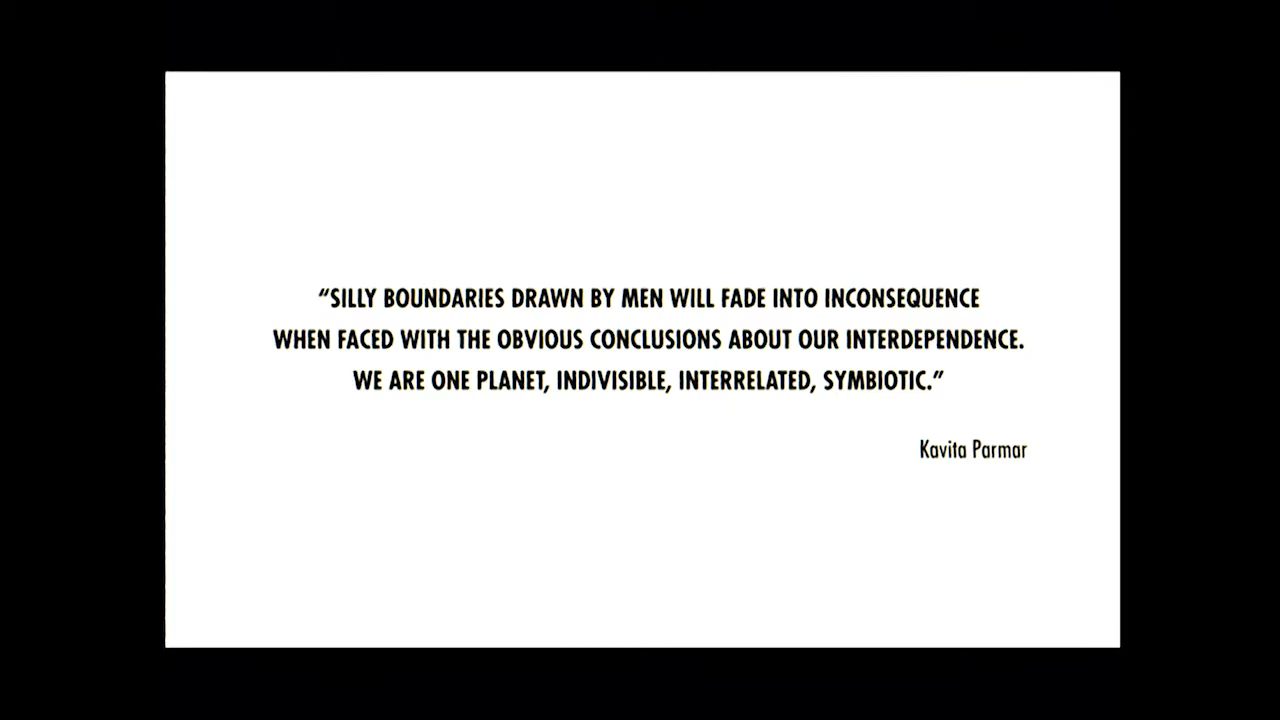 “SILLY BOUNDARIES DRAWN BY MEN WILL FADE INTO INCONSEQUENCE
WHEN FACED WITH THE OBVIOUS CONCLUSIONS ABOUT OUR INTERDEPENDENCE.
WE ARE ONE PLANET, INDIVISIBLE, INTERRELATED, SYMBIOTIC.”
Kavita Parmar